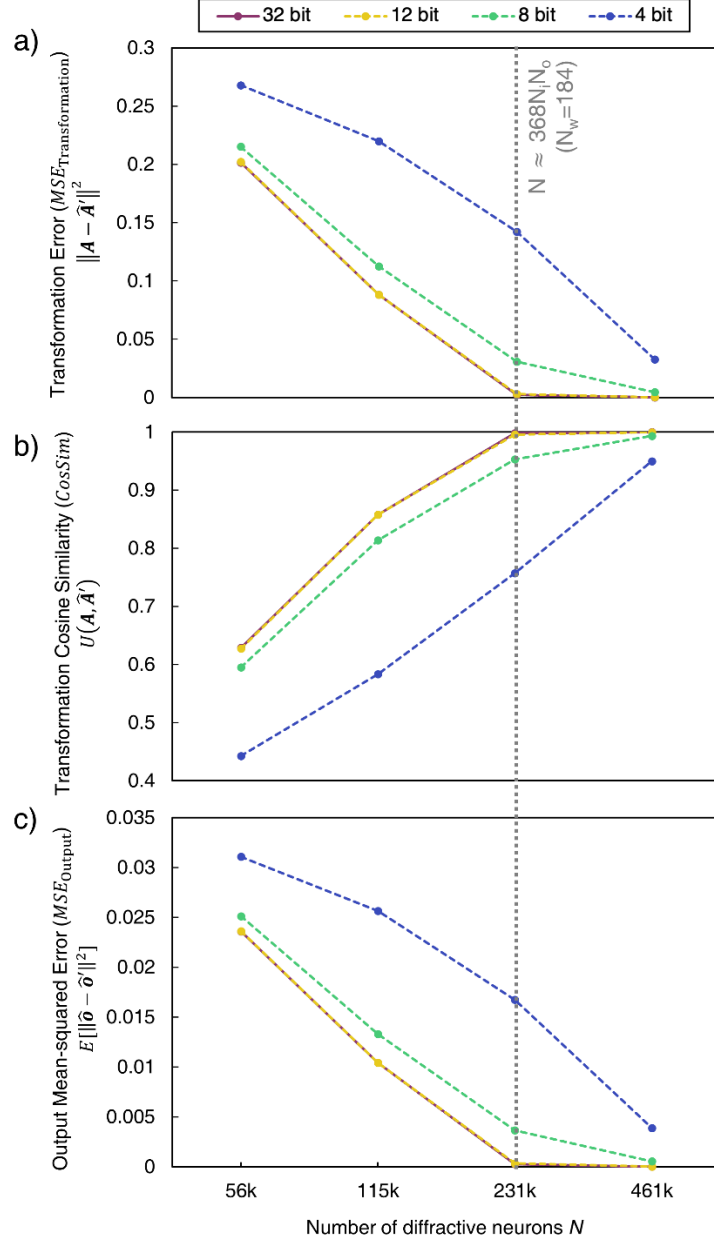 32 bit 12 bit 8 bit 4 bit
a)
Transformation Error (MSE_Transformation)
‖A − Â′‖²
0.3
0.25
0.2
0.15
0.1
0.05
0
N ≈ 368NᵢNₒ
(N_w=184)
b)
Transformation Cosine Similarity (CosSim)
U(A, Â′)
1
0.9
0.8
0.7
0.6
0.5
0.4
c)
Output Mean-squared Error (MSE_Output)
E[‖ô − ô′‖²]
0.035
0.03
0.025
0.02
0.015
0.01
0.005
0
56k 115k 231k 461k
Number of diffractive neurons N